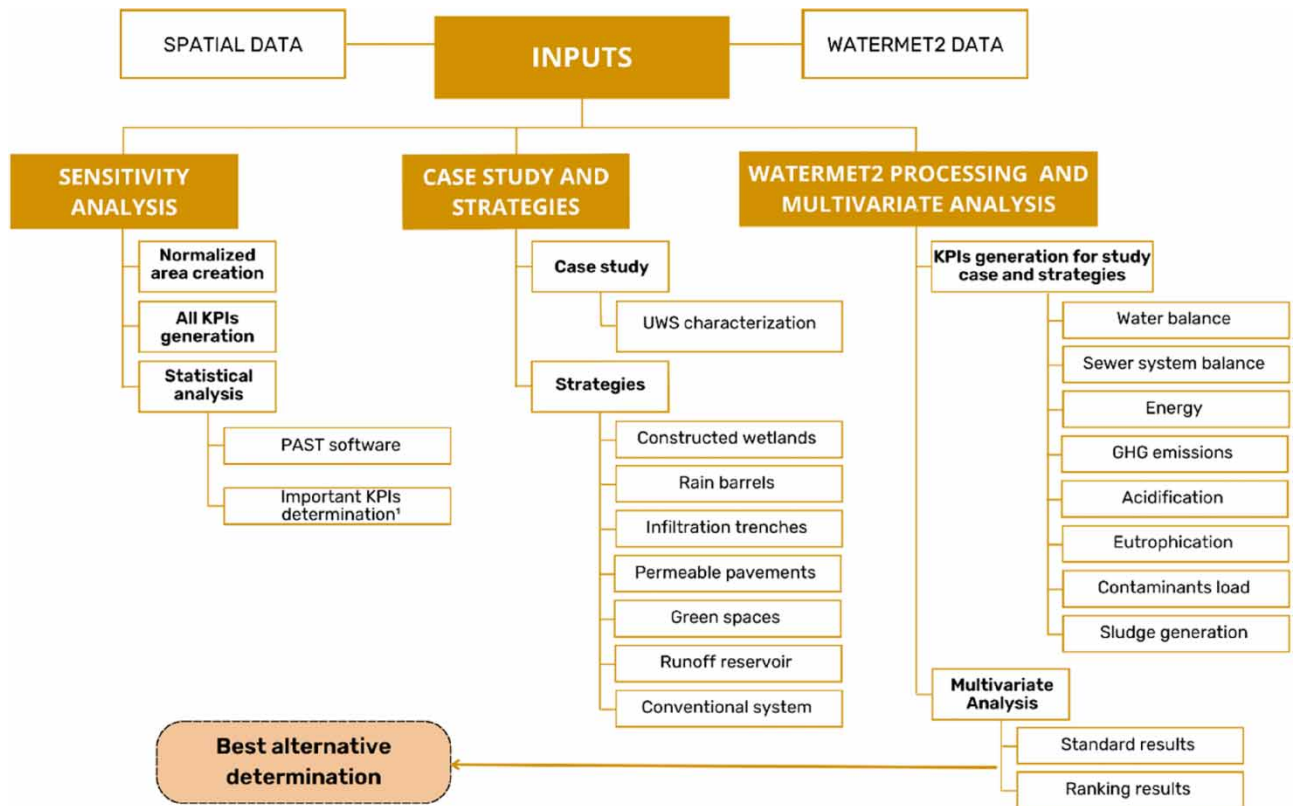 SPATIAL DATA
INPUTS
WATERMET2 DATA
SENSITIVITY
ANALYSIS
Normalized
area creation
All KPIs
generation
Statistical
analysis
PAST software
Important KPIs
determination¹
CASE STUDY AND
STRATEGIES
Case study
UWS characterization
Strategies
Constructed wetlands
Rain barrels
Infiltration trenches
Permeable pavements
Green spaces
Runoff reservoir
Conventional system
WATERMET2 PROCESSING AND
MULTIVARIATE ANALYSIS
KPIs generation for study
case and strategies
Water balance
Sewer system balance
Energy
GHG emissions
Acidification
Eutrophication
Contaminants load
Sludge generation
Multivariate
Analysis
Standard results
Ranking results
Best alternative
determination